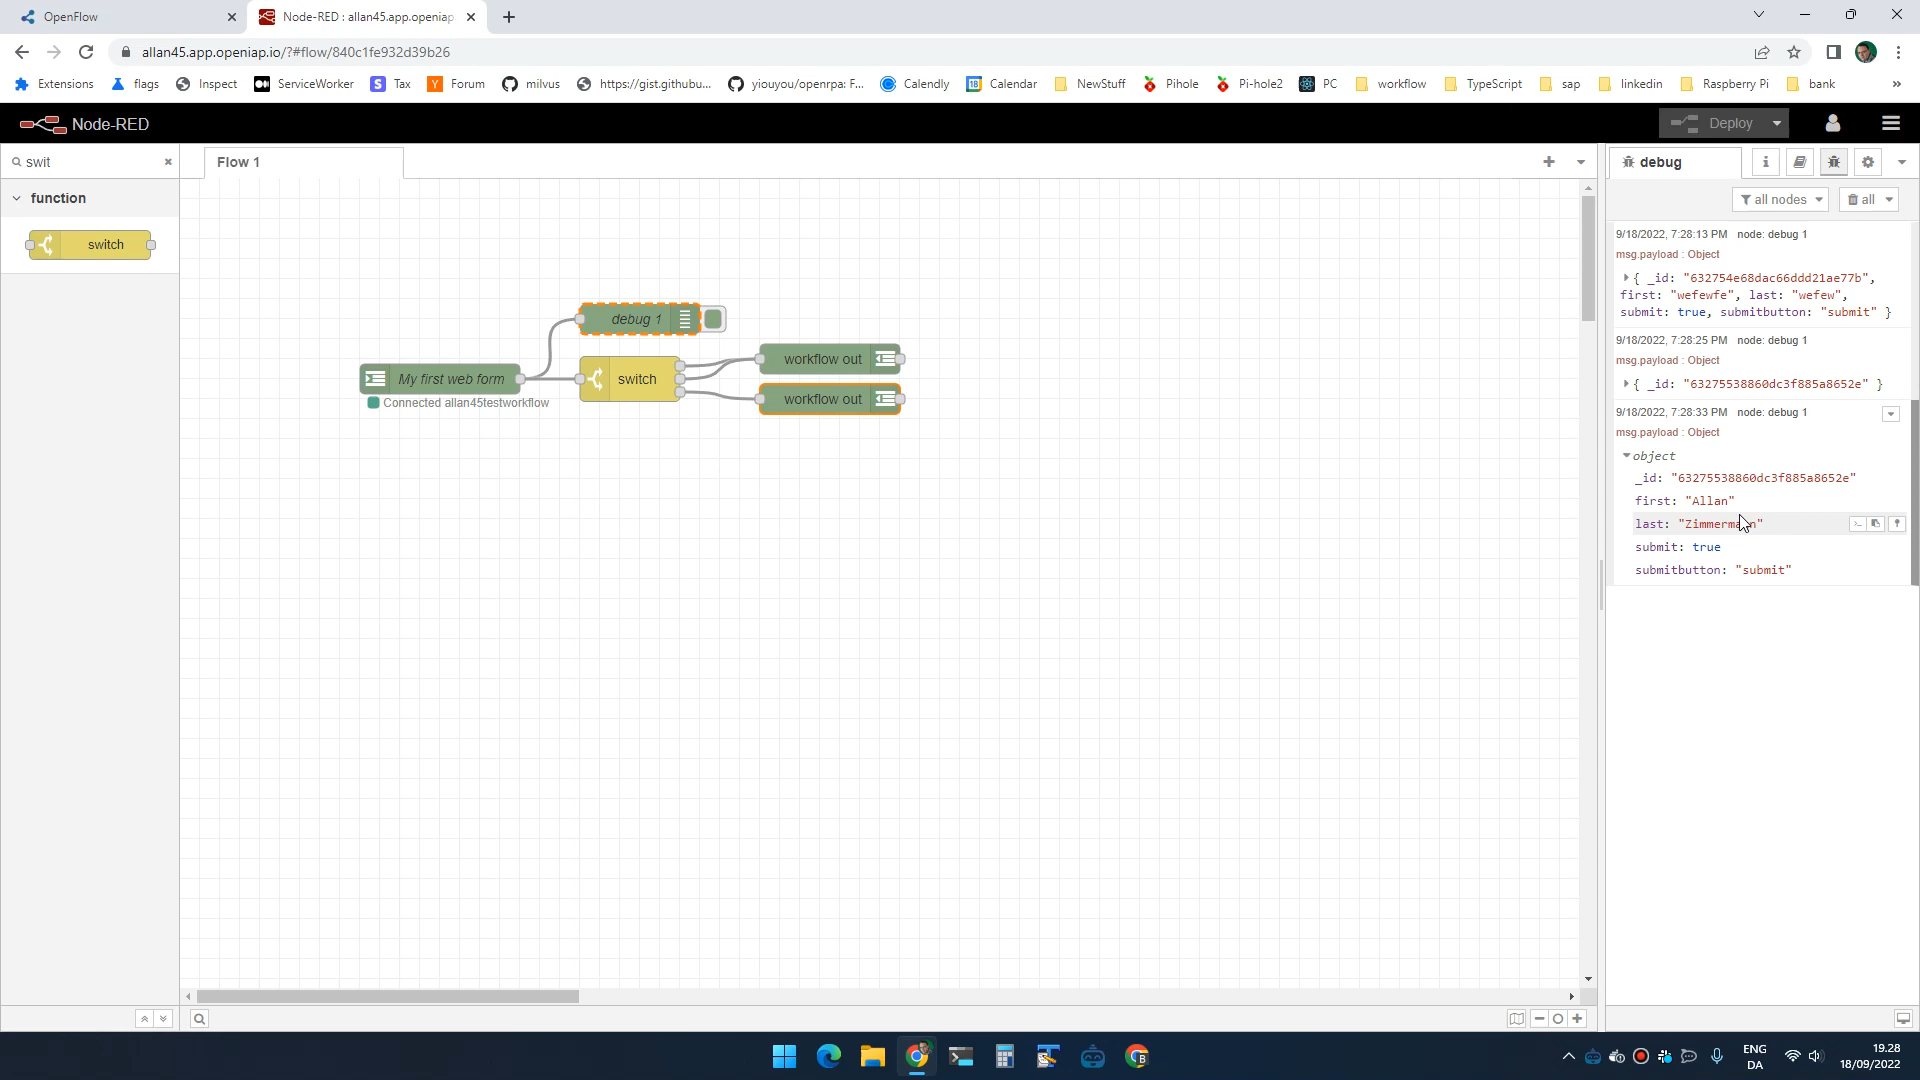 OpenFlow
Node-RED : allan45.app.openiap
allan45.app.openiap.io/?#flow/840c1fe932d39b26
Extensions
flags
Inspect
ServiceWorker
Tax
Forum
milvus
https://gist.githubu...
yiouyou/openrpa: F...
Calendly
Calendar
NewStuff
Pihole
Pi-hole2
PC
workflow
TypeScript
sap
linkedin
Raspberry Pi
bank
»
Node-RED
Deploy
swit
Flow 1
debug
function
all nodes
all
switch
9/18/2022, 7:28:13 PM node: debug 1
msg.payload : Object
{ _id: "632754e68dac66ddd21ae77b",
first: "wefewfe", last: "wefew",
submit: true, submitbutton: "submit" }
9/18/2022, 7:28:25 PM node: debug 1
msg.payload : Object
{ _id: "63275538860dc3f885a8652e" }
9/18/2022, 7:28:33 PM node: debug 1
msg.payload : Object
object
_id: "63275538860dc3f885a8652e"
first: "Allan"
last: "Zimmermann"
submit: true
submitbutton: "submit"
debug 1
workflow out
My first web form
switch
workflow out
Connected allan45testworkflow
ENG
DA
19.28
18/09/2022